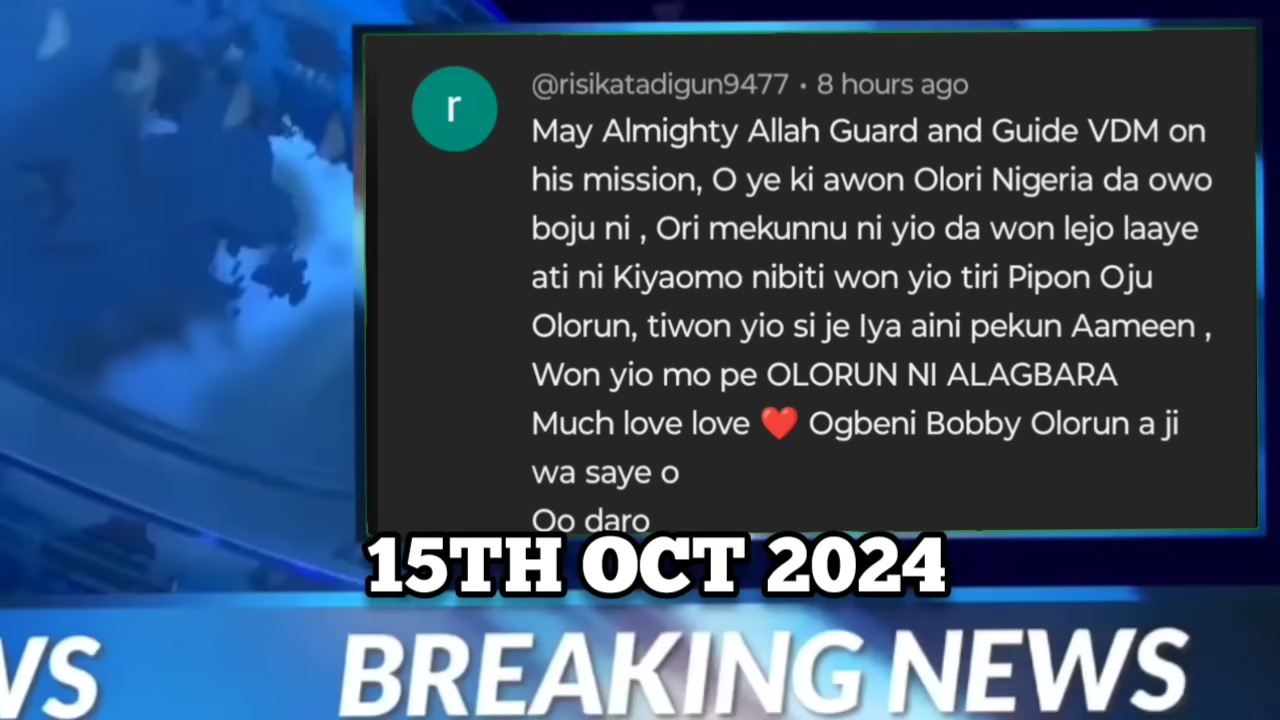 r
@risikatadigun9477 • 8 hours ago
May Almighty Allah Guard and Guide VDM on
his mission, O ye ki awon Olori Nigeria da owo
boju ni , Ori mekunnu ni yio da won lejo laaye
ati ni Kiyaomo nibiti won yio tiri Pipon Oju
Olorun, tiwon yio si je Iya aini pekun Aameen ,
Won yio mo pe OLORUN NI ALAGBARA
Much love love ❤️ Ogbeni Bobby Olorun a ji
wa saye o
Oo daro
15TH OCT 2024
WS BREAKING NEWS